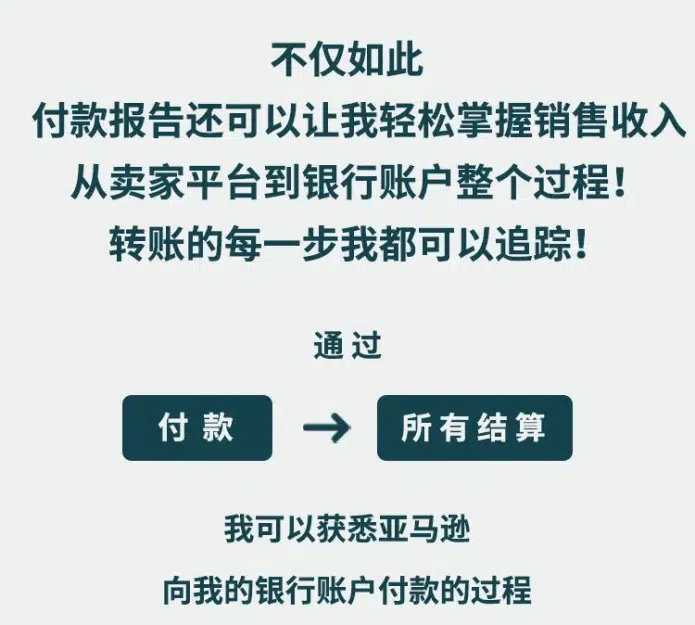 不仅如此
付款报告还可以让我轻松掌握销售收入
从卖家平台到银行账户整个过程！
转账的每一步我都可以追踪！
通过
付款 → 所有结算
我可以获悉亚马逊
向我的银行账户付款的过程